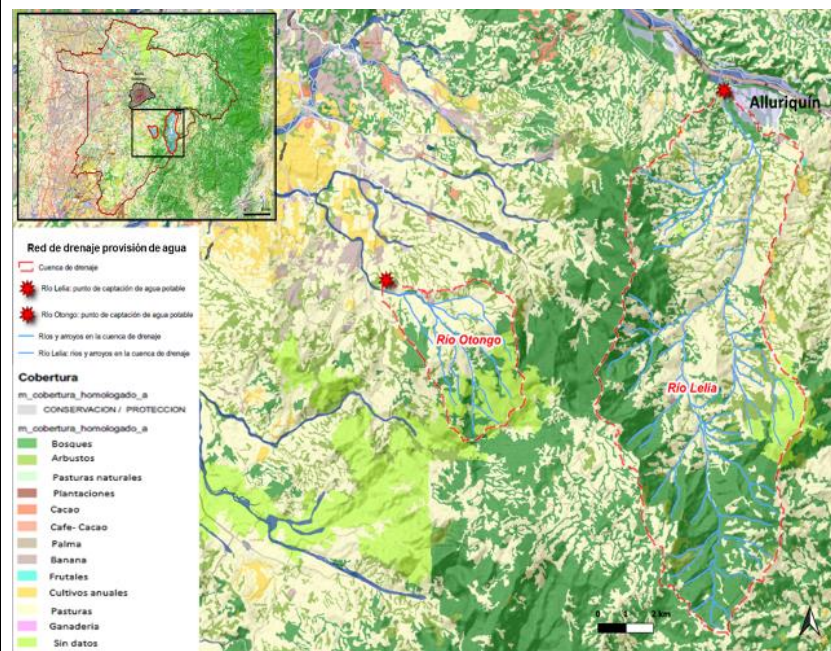 Alluriquín
Río Otongo
Río Lelia
0 1 2 km
Red de drenaje provisión de agua
Cuenca de drenaje
Río Lelia: punto de captación de agua potable
Río Otongo: punto de captación de agua potable
Ríos y arroyos en la cuenca de drenaje
Río Lelia: ríos y arroyos en la cuenca de drenaje
Cobertura
m_cobertura_homologado_a
CONSERVACION / PROTECCION
m_cobertura_homologado_a
Bosques
Arbustos
Pasturas naturales
Plantaciones
Cacao
Cafe- Cacao
Palma
Banana
Frutales
Cultivos anuales
Pasturas
Ganaderia
Sin datos